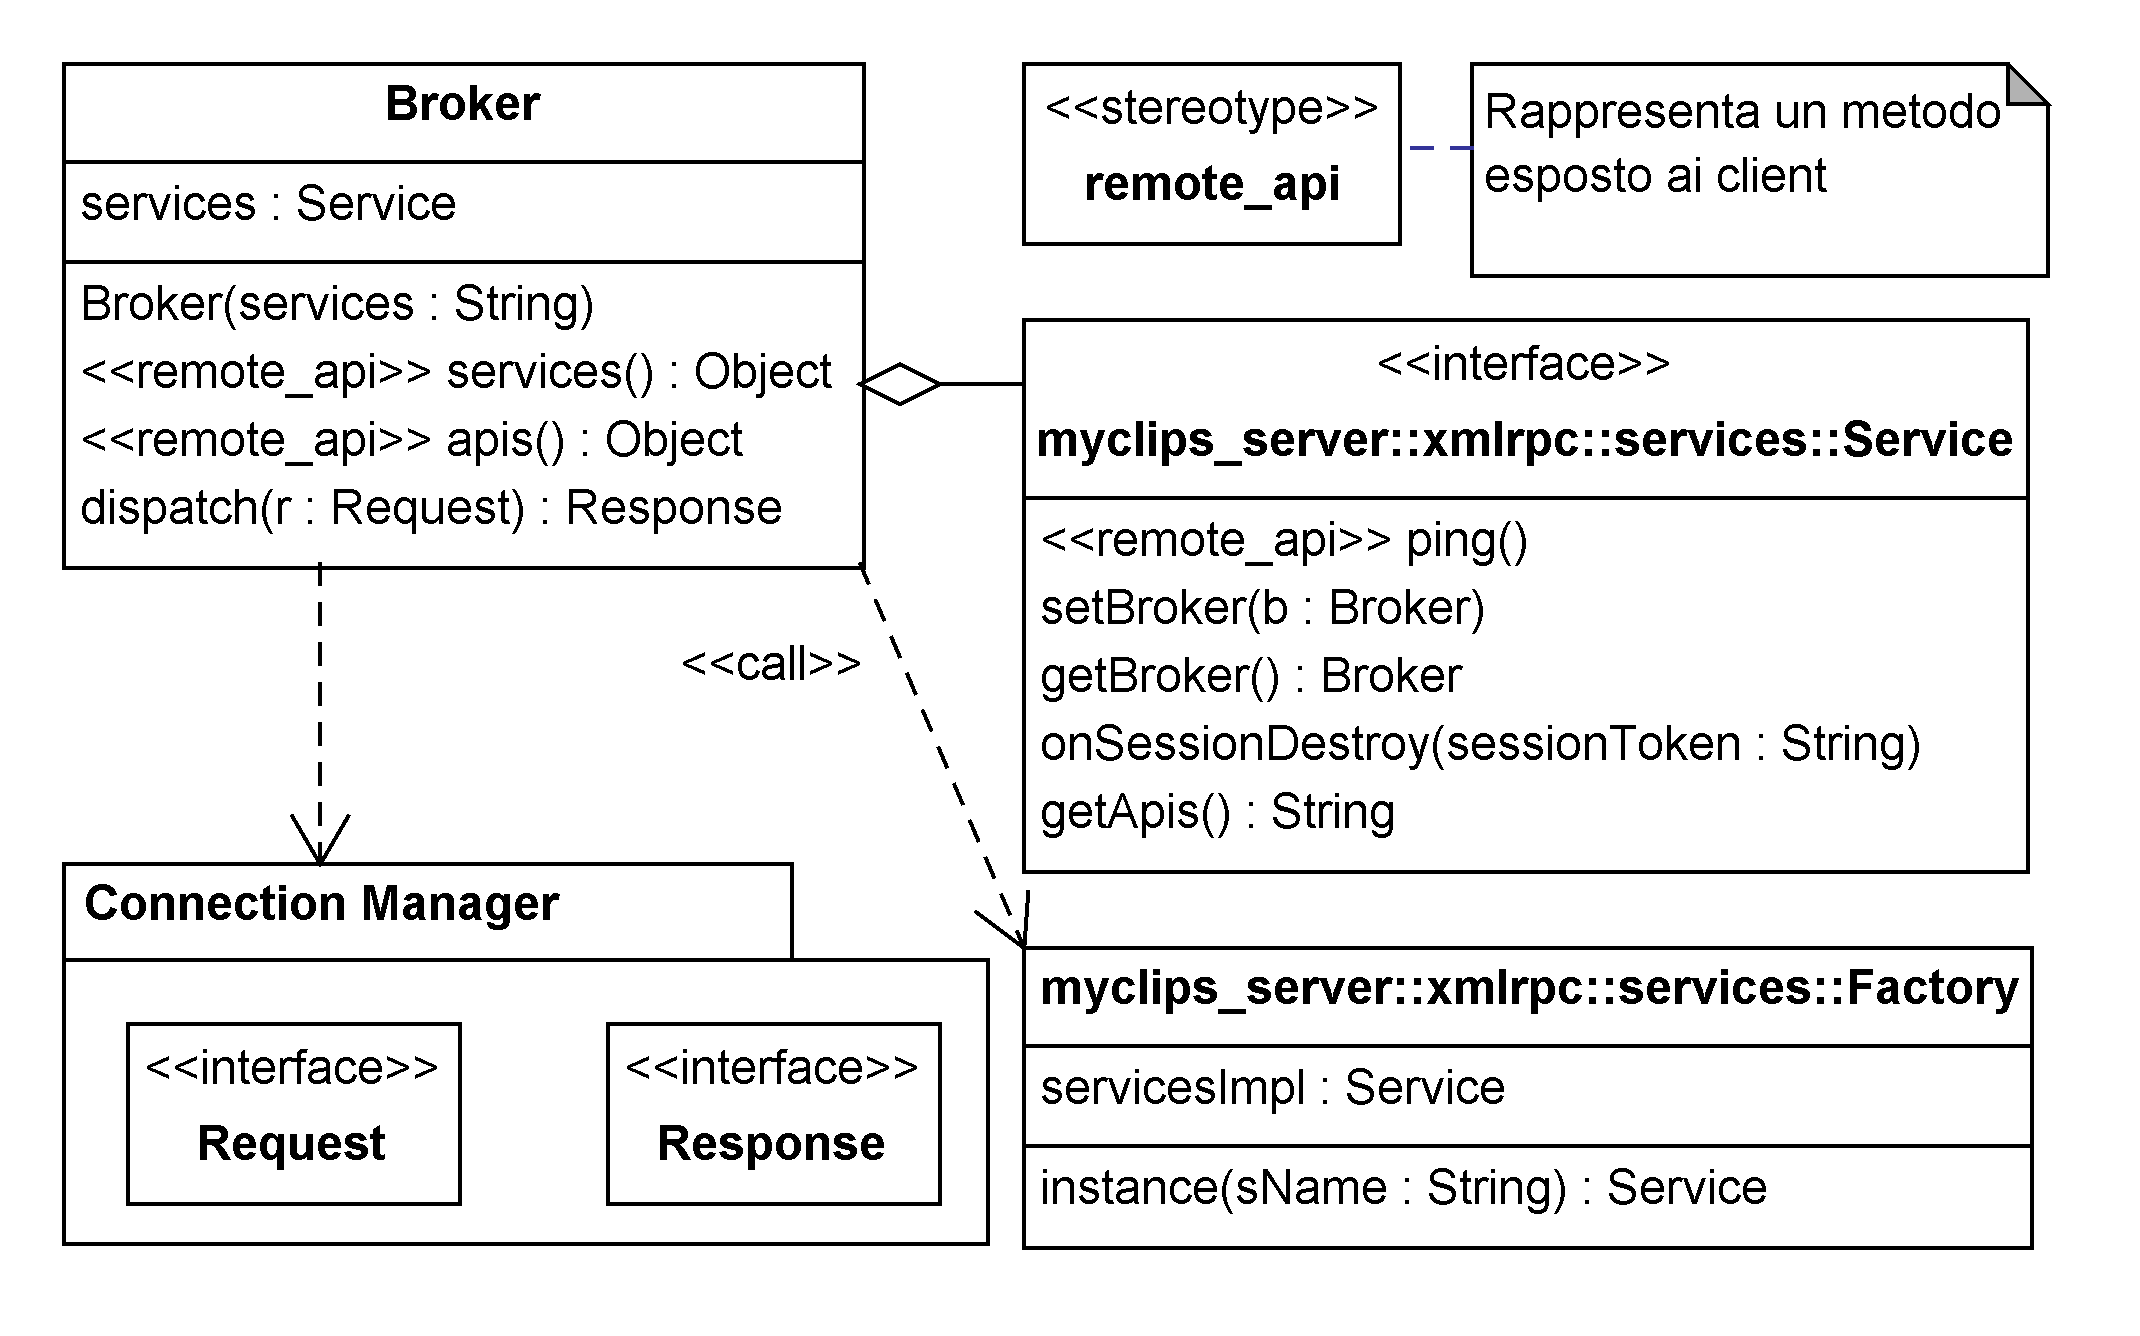 Broker
services : Service
Broker(services : String)
<<remote_api>> services() : Object
<<remote_api>> apis() : Object
dispatch(r : Request) : Response
<<stereotype>>
remote_api
Rappresenta un metodo
esposto ai client
<<interface>>
myclips_server::xmlrpc::services::Service
<<remote_api>> ping()
setBroker(b : Broker)
getBroker() : Broker
onSessionDestroy(sessionToken : String)
getApis() : String
<<call>>
Connection Manager
<<interface>>
Request
<<interface>>
Response
myclips_server::xmlrpc::services::Factory
servicesImpl : Service
instance(sName : String) : Service